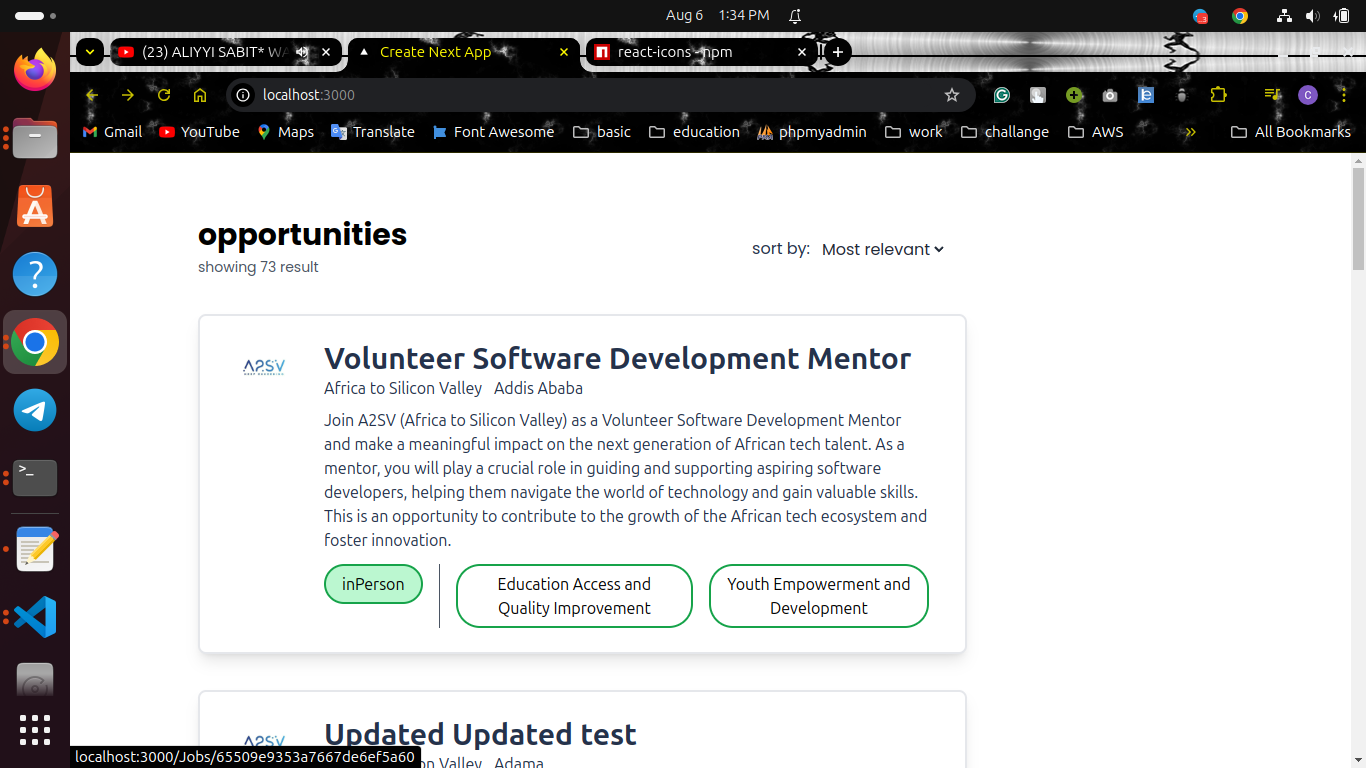 Aug 6 1:34 PM
(23) ALIYYI SABIT* WA
Create Next App
react-icons - npm
localhost:3000
C
Gmail YouTube Maps Translate Font Awesome basic education phpmyadmin work challange AWS » All Bookmarks
opportunities
sort by: Most relevant
showing 73 result
A2SV
Volunteer Software Development Mentor
Africa to Silicon Valley Addis Ababa
Join A2SV (Africa to Silicon Valley) as a Volunteer Software Development Mentor
and make a meaningful impact on the next generation of African tech talent. As a
mentor, you will play a crucial role in guiding and supporting aspiring software
developers, helping them navigate the world of technology and gain valuable skills.
This is an opportunity to contribute to the growth of the African tech ecosystem and
foster innovation.
inPerson
Education Access and
Quality Improvement
Youth Empowerment and
Development
A2SV
Updated Updated test
on Valley Adama
localhost:3000/Jobs/65509e9353a7667de6ef5a60